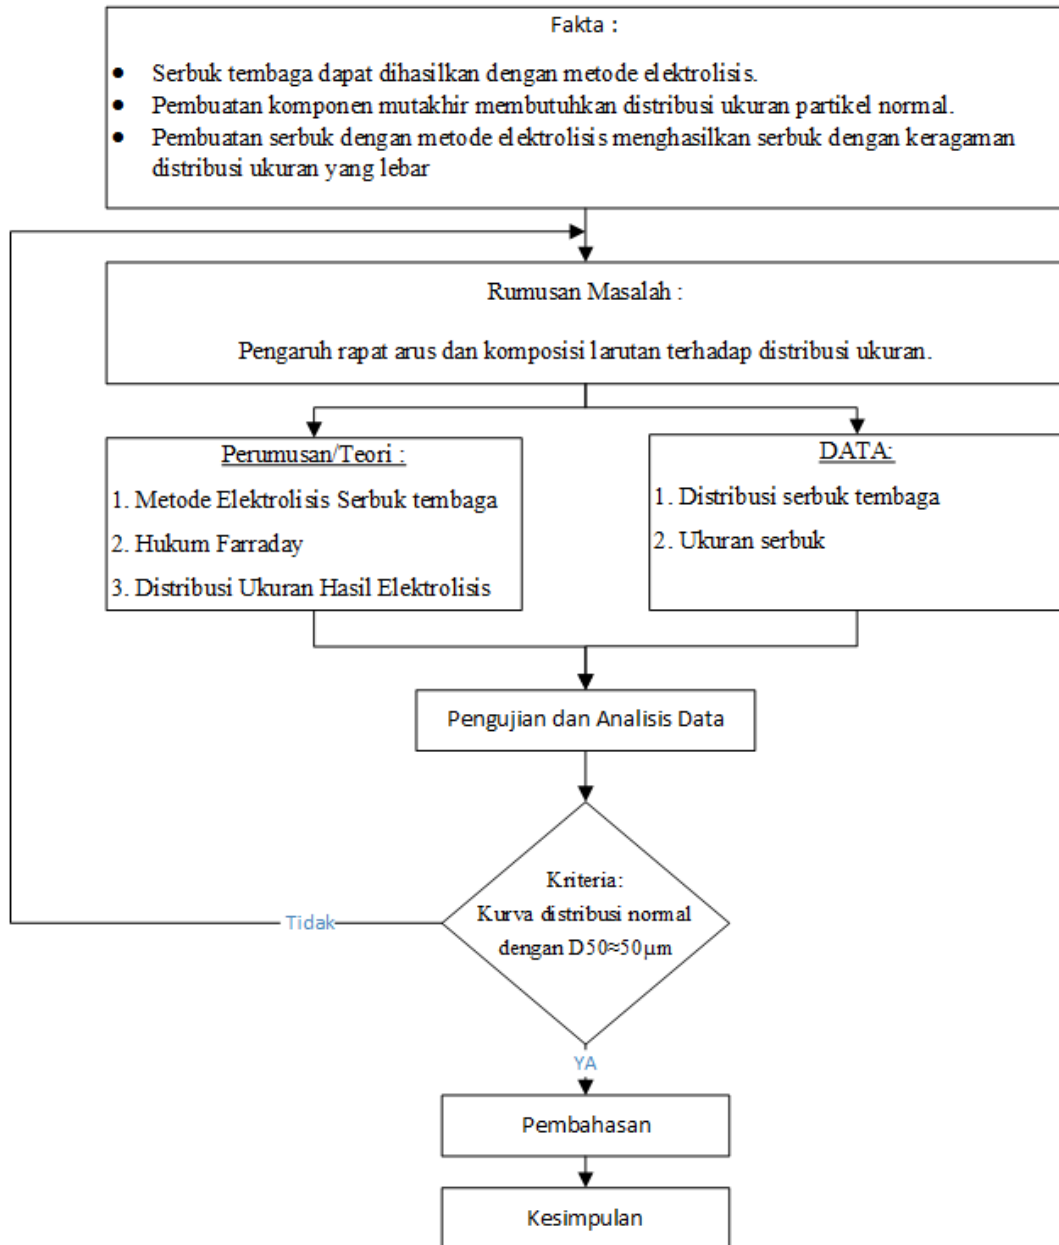 Fakta :
• Serbuk tembaga dapat dihasilkan dengan metode elektrolisis.
• Pembuatan komponen mutakhir membutuhkan distribusi ukuran partikel normal.
• Pembuatan serbuk dengan metode elektrolisis menghasilkan serbuk dengan keragaman
distribusi ukuran yang lebar
Rumusan Masalah :
Pengaruh rapat arus dan komposisi larutan terhadap distribusi ukuran.
Perumusan/Teori :
1. Metode Elektrolisis Serbuk tembaga
2. Hukum Farraday
3. Distribusi Ukuran Hasil Elektrolisis
DATA:
1. Distribusi serbuk tembaga
2. Ukuran serbuk
Pengujian dan Analisis Data
Kriteria:
Kurva distribusi normal
dengan D50≈50µm
Tidak
YA
Pembahasan
Kesimpulan